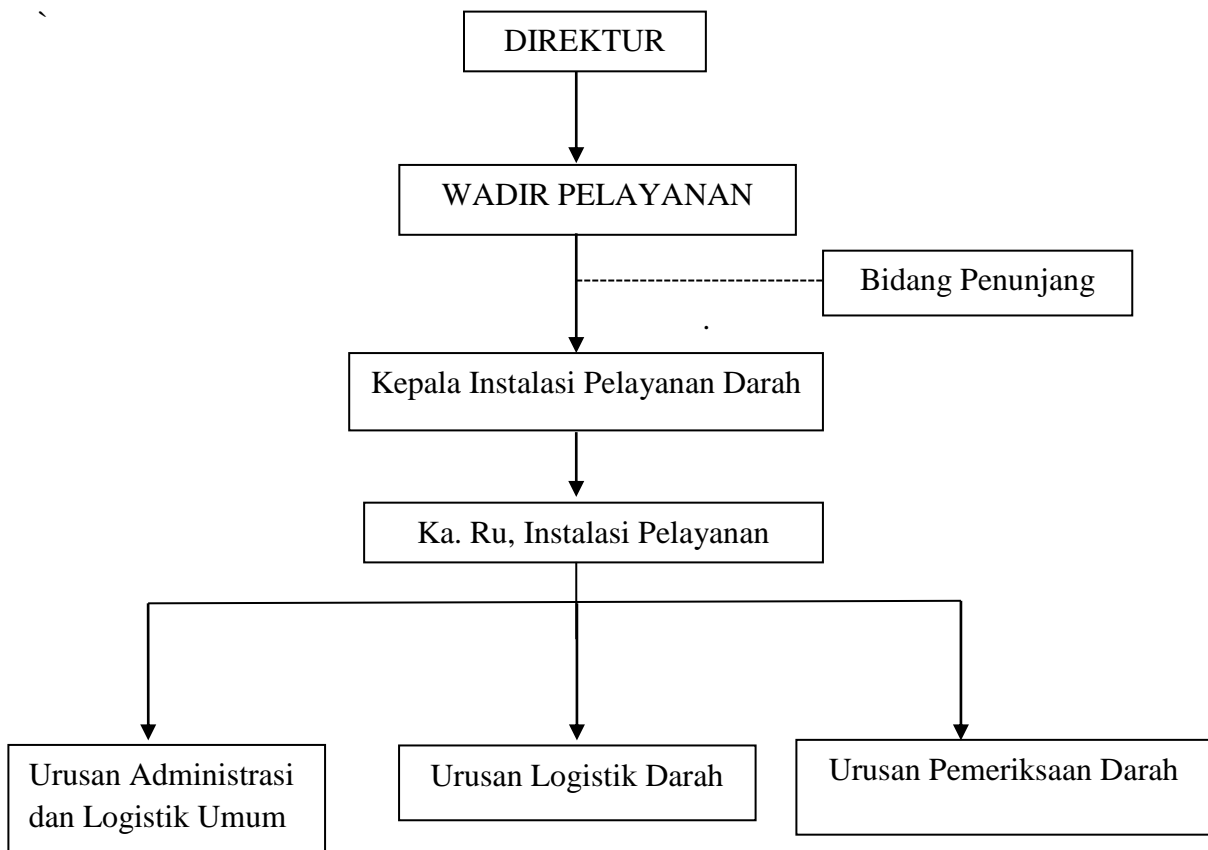 `
DIREKTUR
WADIR PELAYANAN
Bidang Penunjang
.
Kepala Instalasi Pelayanan Darah
Ka. Ru, Instalasi Pelayanan
Urusan Administrasi
dan Logistik Umum
Urusan Logistik Darah
Urusan Pemeriksaan Darah